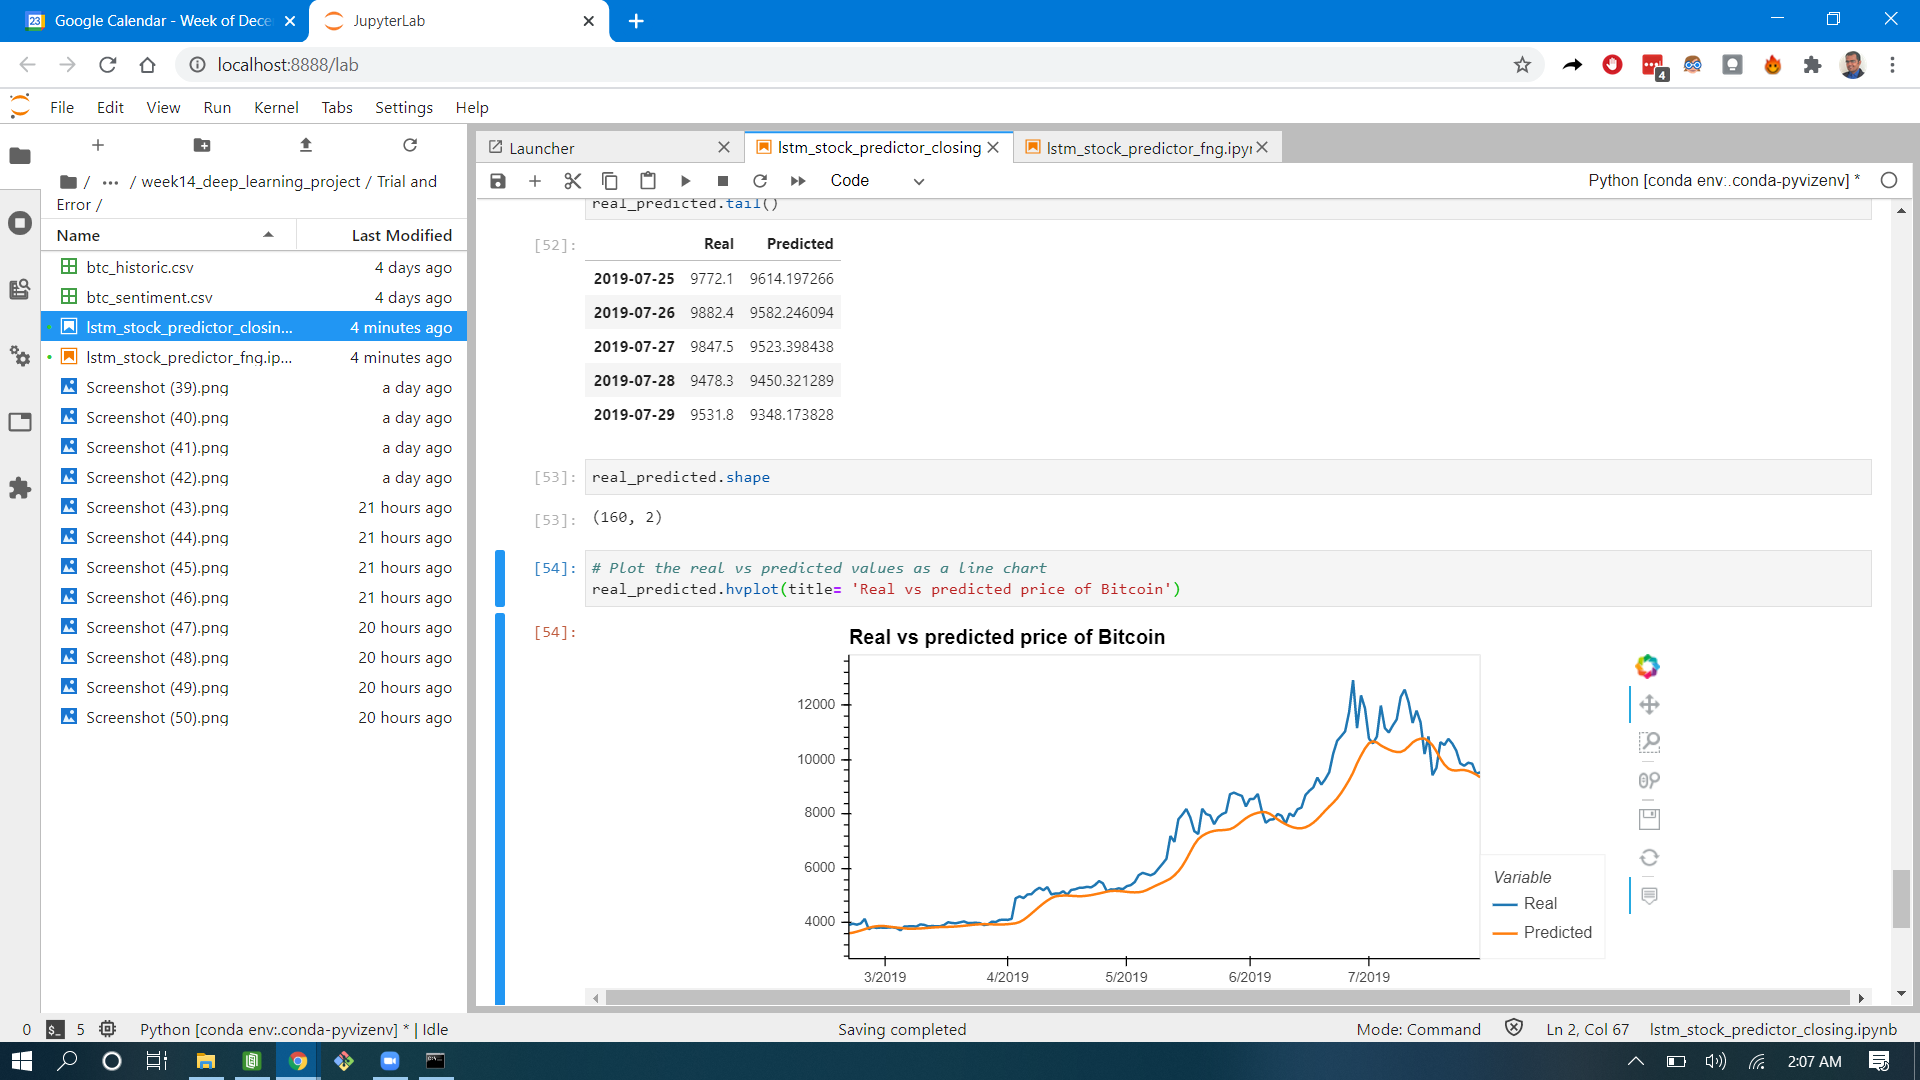 Google Calendar - Week of Dece
JupyterLab
localhost:8888/lab
4
File Edit View Run Kernel Tabs Settings Help
/ ··· / week14_deep_learning_project / Trial and
Error /
Name Last Modified
btc_historic.csv 4 days ago
btc_sentiment.csv 4 days ago
lstm_stock_predictor_closin... 4 minutes ago
lstm_stock_predictor_fng.ip... 4 minutes ago
Screenshot (39).png a day ago
Screenshot (40).png a day ago
Screenshot (41).png a day ago
Screenshot (42).png a day ago
Screenshot (43).png 21 hours ago
Screenshot (44).png 21 hours ago
Screenshot (45).png 21 hours ago
Screenshot (46).png 21 hours ago
Screenshot (47).png 20 hours ago
Screenshot (48).png 20 hours ago
Screenshot (49).png 20 hours ago
Screenshot (50).png 20 hours ago
Launcher
lstm_stock_predictor_closing
lstm_stock_predictor_fng.ipyn
Code
Python [conda env:.conda-pyvizenv] *
real_predicted.tail()
[52]:
Real Predicted
2019-07-25 9772.1 9614.197266
2019-07-26 9882.4 9582.246094
2019-07-27 9847.5 9523.398438
2019-07-28 9478.3 9450.321289
2019-07-29 9531.8 9348.173828
[53]: real_predicted.shape
[53]: (160, 2)
[54]: # Plot the real vs predicted values as a line chart
real_predicted.hvplot(title= 'Real vs predicted price of Bitcoin')
[54]:
Real vs predicted price of Bitcoin
12000
10000
8000
6000
4000
3/2019 4/2019 5/2019 6/2019 7/2019
Variable
Real
Predicted
0 $_ 5 Python [conda env:.conda-pyvizenv] * | Idle Saving completed Mode: Command Ln 2, Col 67 lstm_stock_predictor_closing.ipynb
2:07 AM